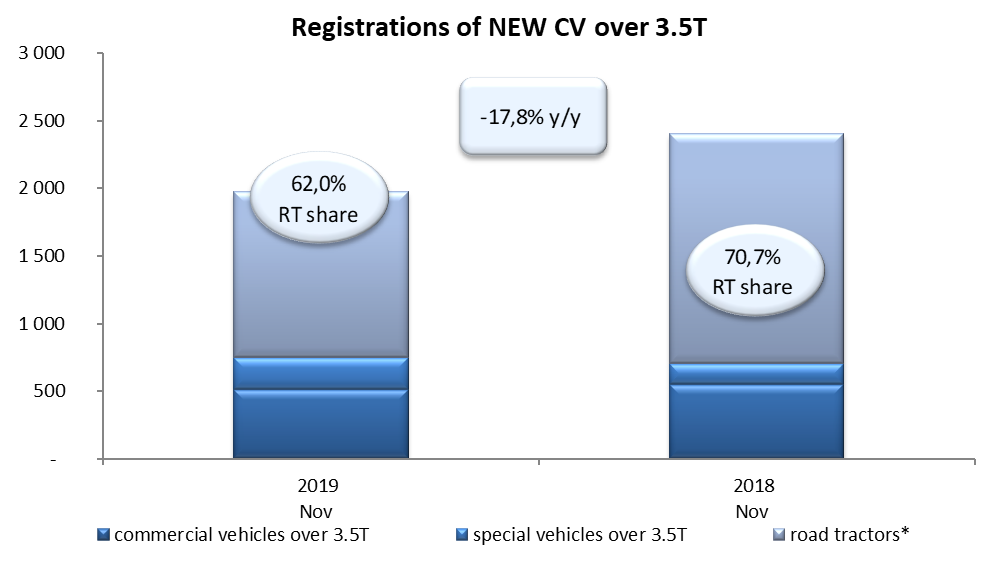 Registrations of NEW CV over 3.5T
3 000
2 500
2 000
1 500
1 000
500
-
-17,8% y/y
62,0%
RT share
70,7%
RT share
2019
Nov
2018
Nov
commercial vehicles over 3.5T
special vehicles over 3.5T
road tractors*